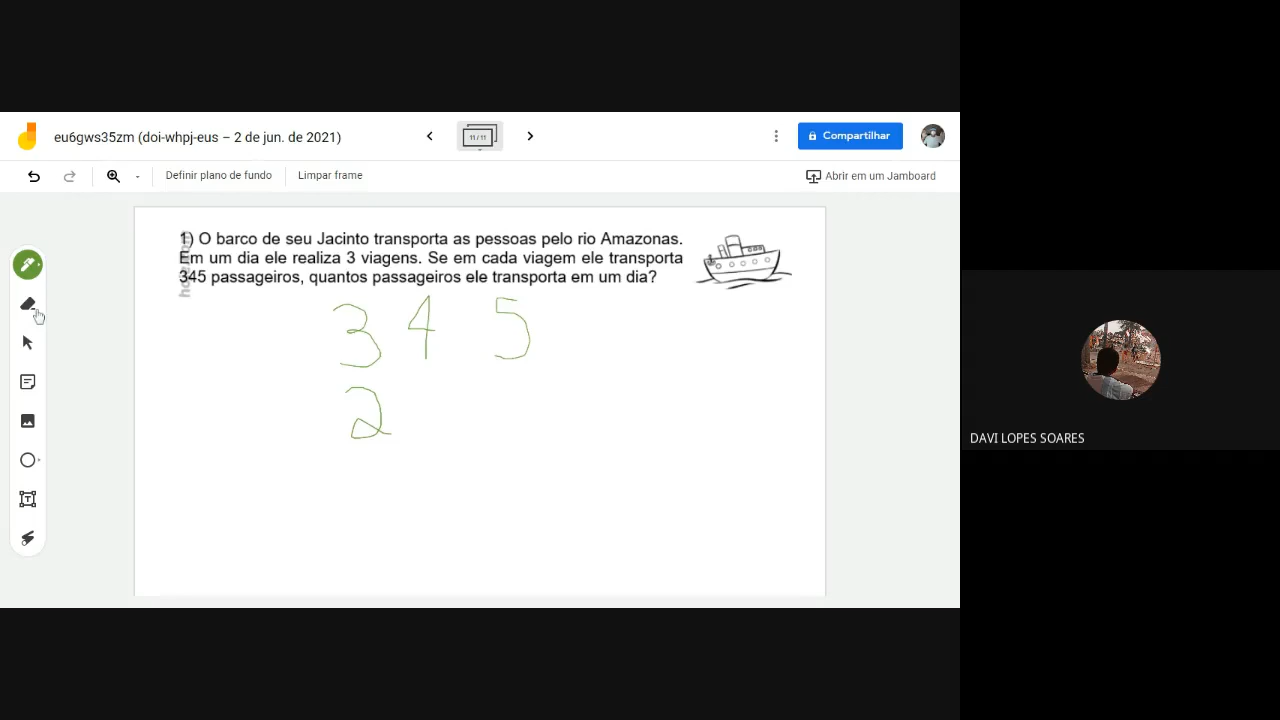 eu6gws35zm (doi-whpj-eus – 2 de jun. de 2021)
11 / 11
Compartilhar
Definir plano de fundo
Limpar frame
Abrir em um Jamboard
1) O barco de seu Jacinto transporta as pessoas pelo rio Amazonas.
Em um dia ele realiza 3 viagens. Se em cada viagem ele transporta
345 passageiros, quantos passageiros ele transporta em um dia?
3 4 5
2
DAVI LOPES SOARES